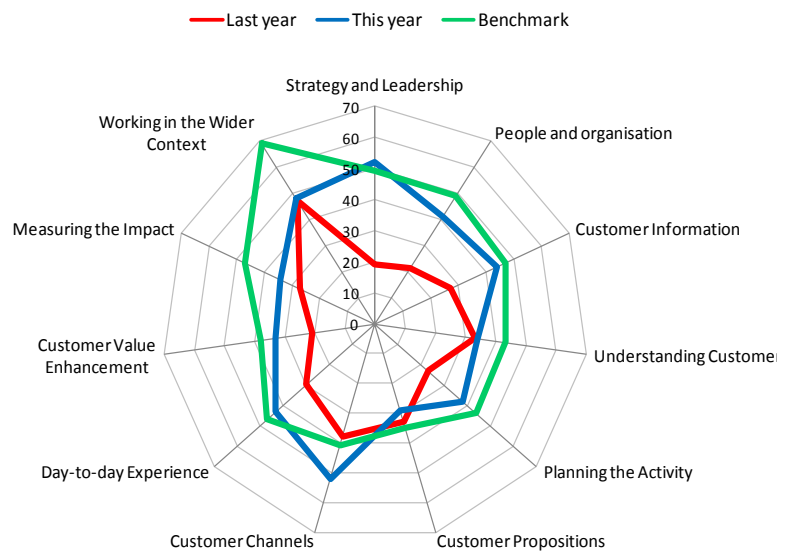 Last year
This year
Benchmark
Strategy and Leadership
70
60
50
40
30
20
10
0
Working in the Wider
Context
People and organisation
Measuring the Impact
Customer Information
Customer Value
Enhancement
Understanding Customer
Day-to-day Experience
Planning the Activity
Customer Channels
Customer Propositions